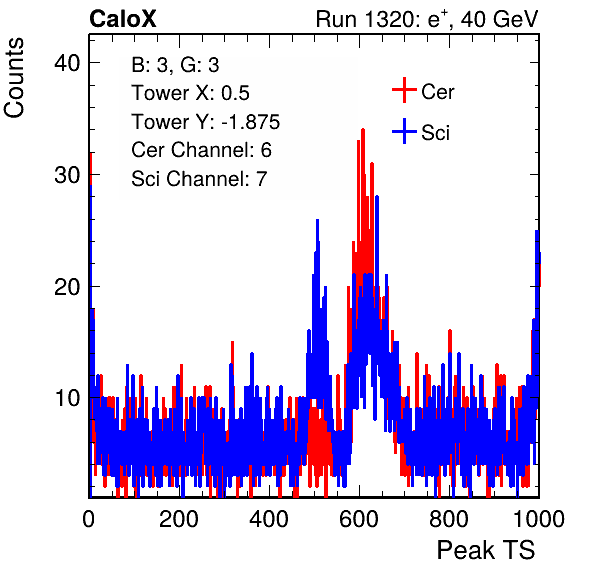 CaloX Run 1320: e+, 40 GeV
Counts
40
30
20
10
B: 3, G: 3
Tower X: 0.5
Tower Y: -1.875
Cer Channel: 6
Sci Channel: 7
Cer
Sci
0 200 400 600 800 1000
Peak TS